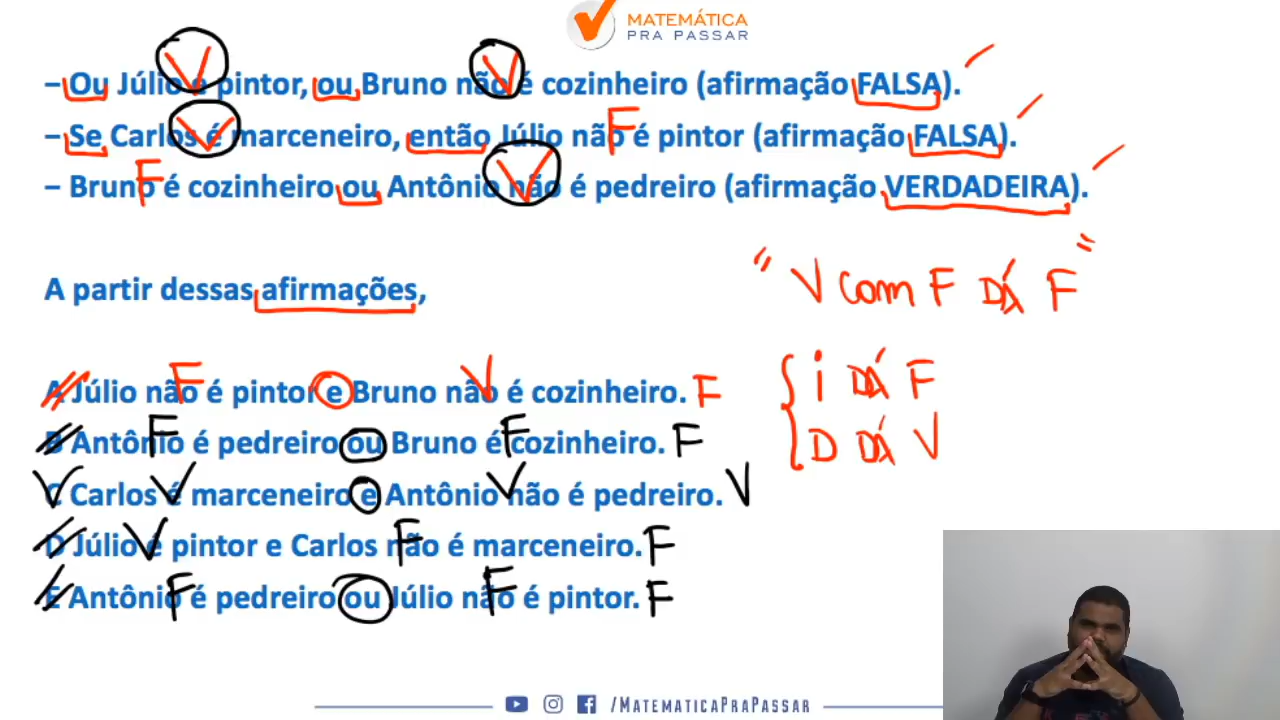 MATEMÁTICA
PRA PASSAR
V V
– Ou Júlio é pintor, ou Bruno não é cozinheiro (afirmação FALSA).
V F
– Se Carlos é marceneiro, então Júlio não é pintor (afirmação FALSA).
F V
– Bruno é cozinheiro ou Antônio não é pedreiro (afirmação VERDADEIRA).
A partir dessas afirmações,
" V com F DÁ F "
F V
A Júlio não é pintor e Bruno não é cozinheiro. F
i DÁ F
F F
B Antônio é pedreiro ou Bruno é cozinheiro. F
D DÁ V
V V V
C Carlos é marceneiro e Antônio não é pedreiro. V
V F
D Júlio é pintor e Carlos não é marceneiro. F
F F
E Antônio é pedreiro ou Júlio não é pintor. F
/MATEMATICAPRAPASSAR